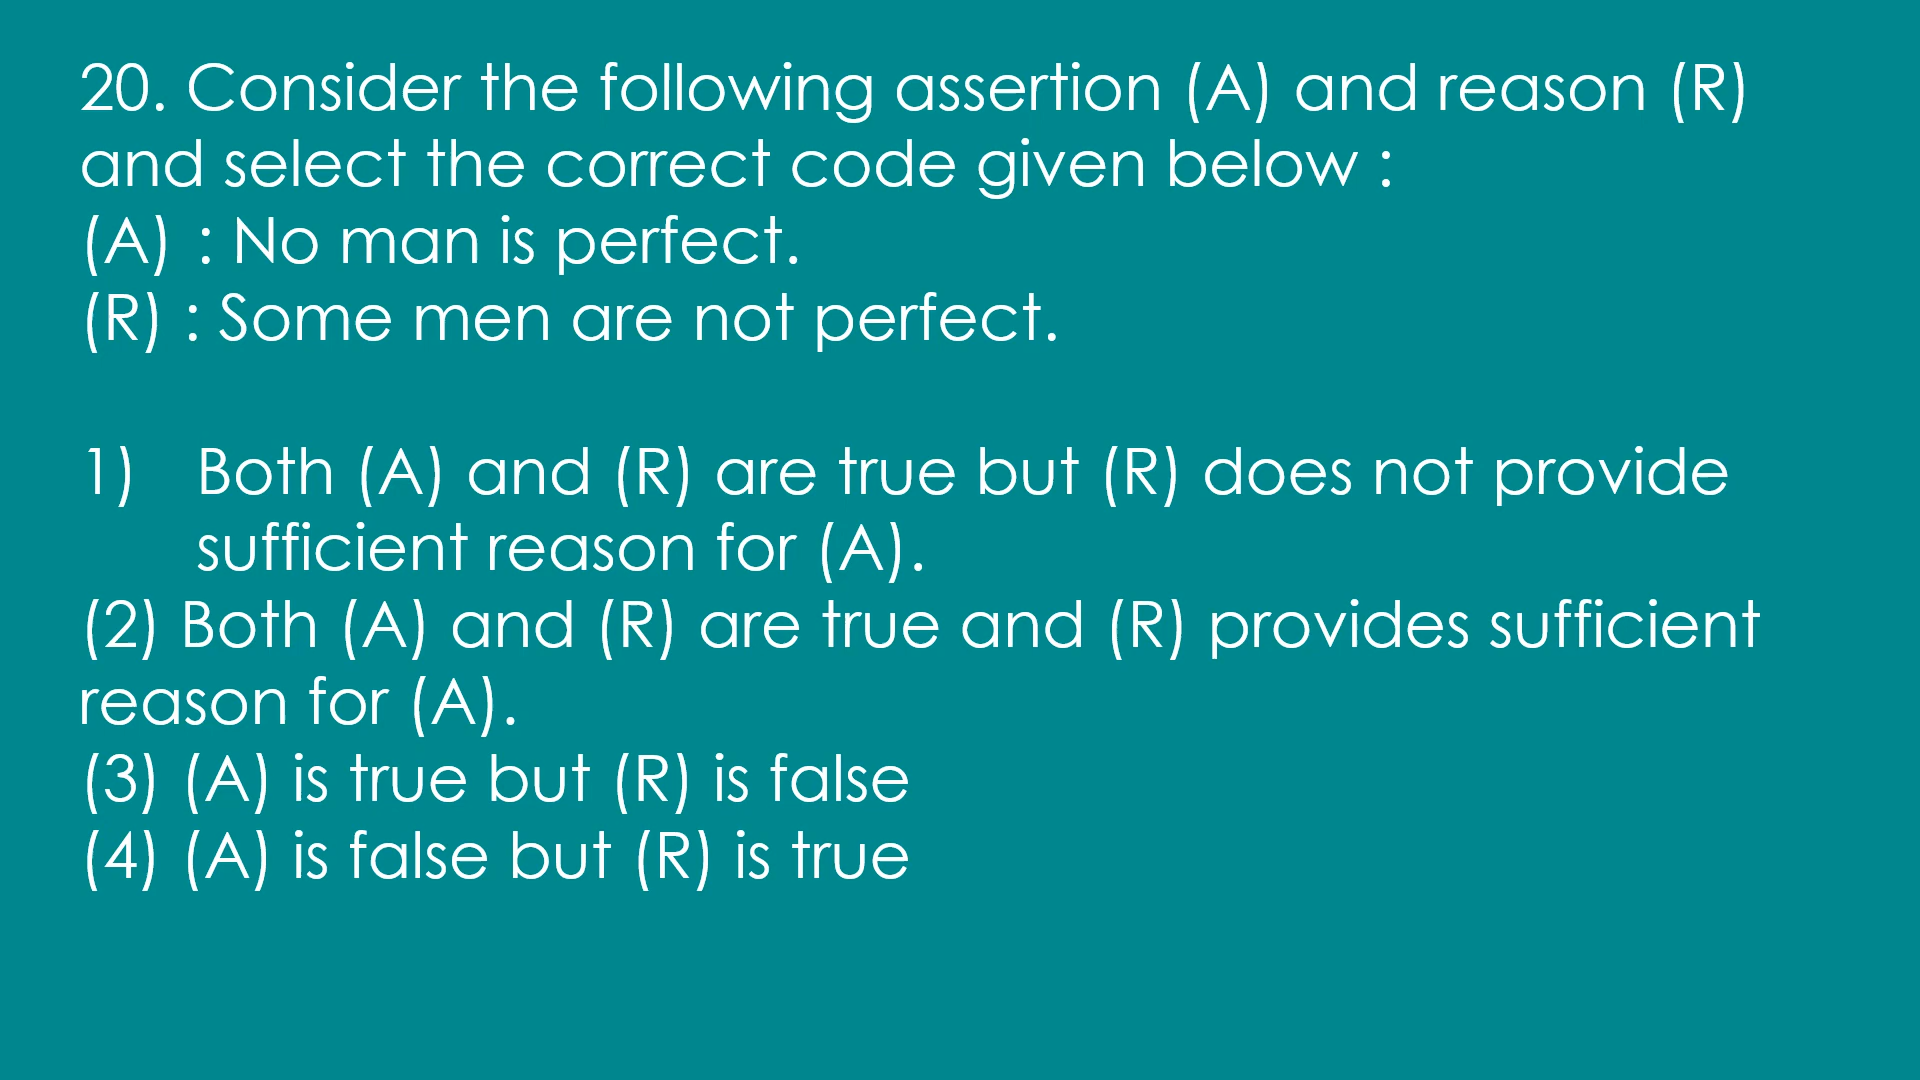 20. Consider the following assertion (A) and reason (R)
and select the correct code given below :
(A) : No man is perfect.
(R) : Some men are not perfect.
1) Both (A) and (R) are true but (R) does not provide
sufficient reason for (A).
(2) Both (A) and (R) are true and (R) provides sufficient
reason for (A).
(3) (A) is true but (R) is false
(4) (A) is false but (R) is true